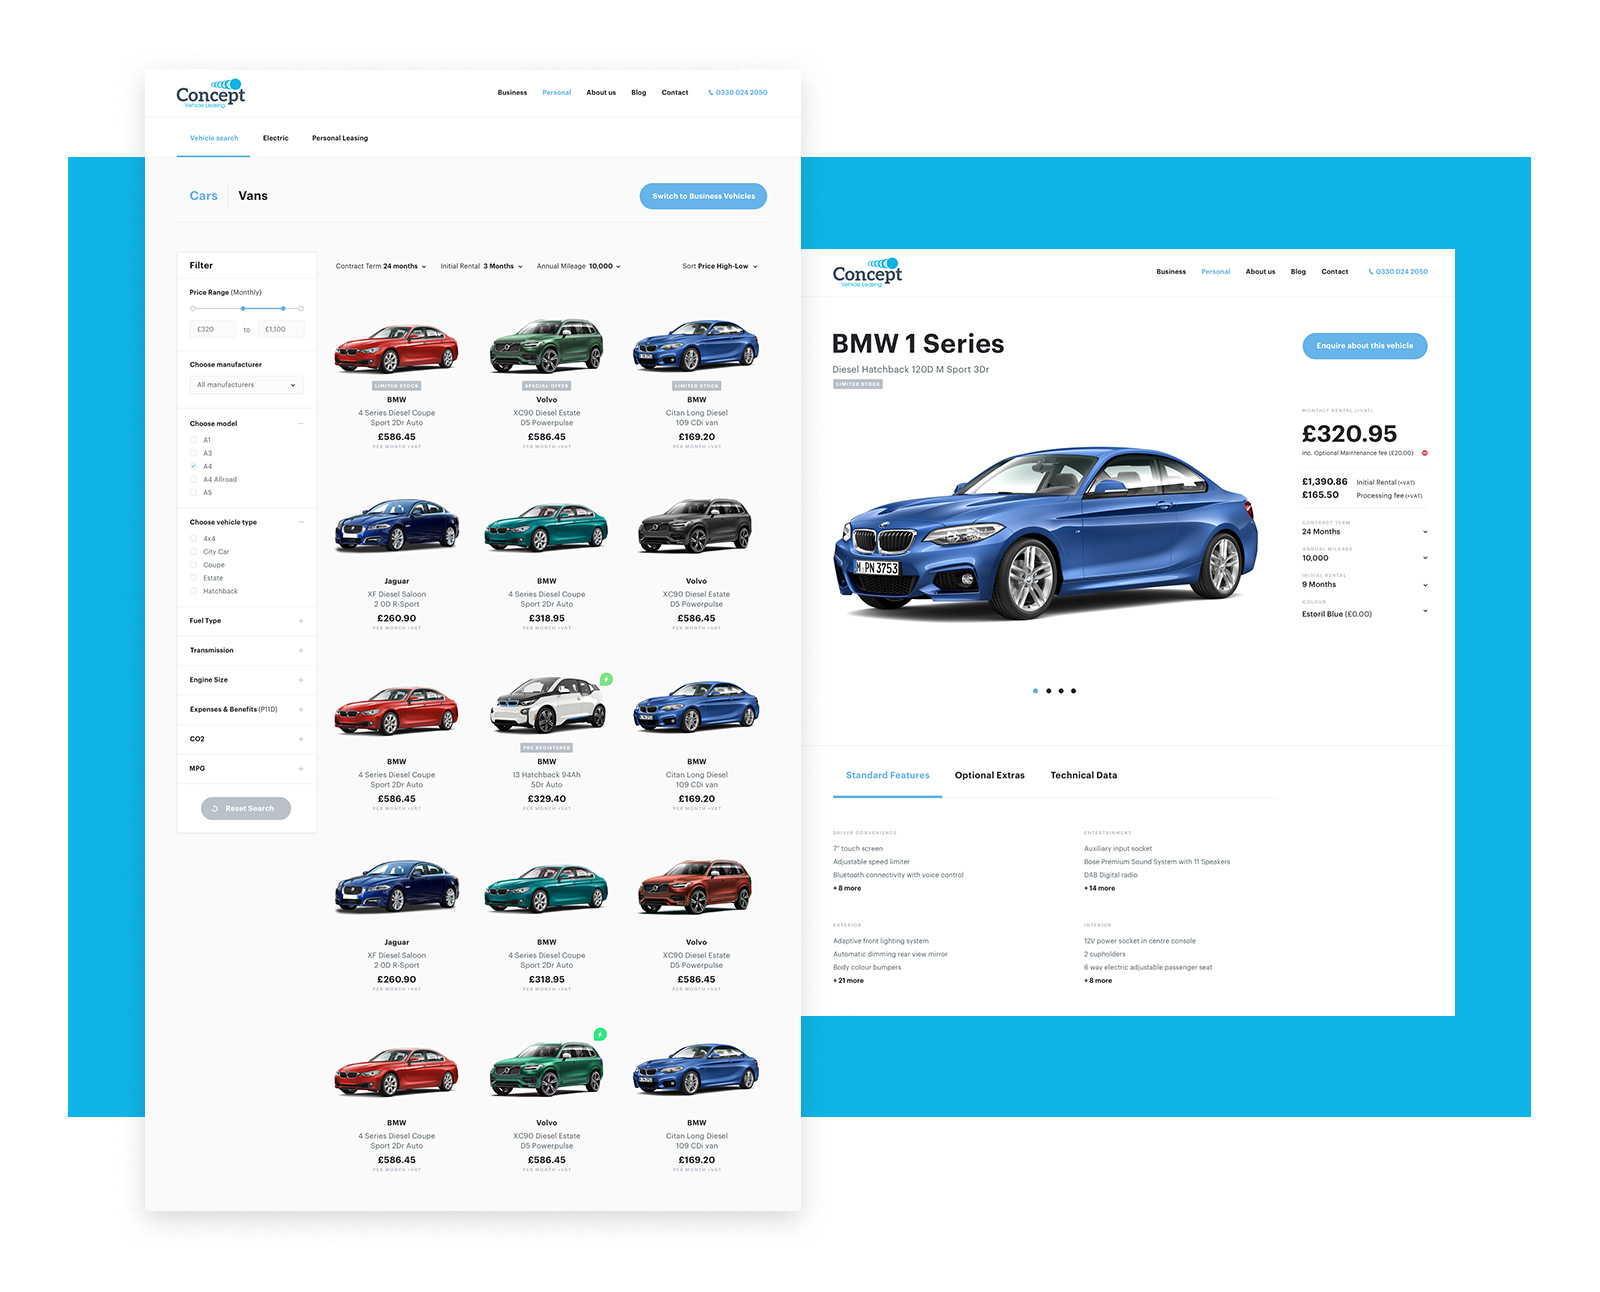 Concept
Vehicle Leasing
Business Personal About us Blog Contact 0330 024 2050
Vehicle search Electric Personal Leasing
Cars Vans
Switch to Business Vehicles
Filter
Price Range (Monthly)
£320 to £1,100
Choose manufacturer
All manufacturers
Choose model
A1
A3
A4
A4 Allroad
A5
Choose vehicle type
4x4
City Car
Coupe
Estate
Hatchback
Fuel Type
Transmission
Engine Size
Expenses & Benefits (P11D)
CO2
MPG
Reset Search
Contract Term 24 months Initial Rental 3 Months Annual Mileage 10,000 Sort Price High-Low
LIMITED STOCK SPECIAL OFFER LIMITED STOCK
BMW Volvo BMW
4 Series Diesel Coupe XC90 Diesel Estate Citan Long Diesel
Sport 2Dr Auto D5 Powerpulse 109 CDi van
£586.45 £586.45 £169.20
PER MONTH +VAT PER MONTH +VAT PER MONTH +VAT
Jaguar BMW Volvo
XF Diesel Saloon 4 Series Diesel Coupe XC90 Diesel Estate
2 0D R-Sport Sport 2Dr Auto D5 Powerpulse
£260.90 £318.95 £586.45
PER MONTH +VAT PER MONTH +VAT PER MONTH +VAT
PRE REGISTERED
BMW BMW BMW
4 Series Diesel Coupe I3 Hatchback 94Ah Citan Long Diesel
Sport 2Dr Auto 5Dr Auto 109 CDi van
£586.45 £329.40 £169.20
PER MONTH +VAT PER MONTH +VAT PER MONTH +VAT
Jaguar BMW Volvo
XF Diesel Saloon 4 Series Diesel Coupe XC90 Diesel Estate
2 0D R-Sport Sport 2Dr Auto D5 Powerpulse
£260.90 £318.95 £586.45
PER MONTH +VAT PER MONTH +VAT PER MONTH +VAT
BMW Volvo BMW
4 Series Diesel Coupe XC90 Diesel Estate Citan Long Diesel
Sport 2Dr Auto D5 Powerpulse 109 CDi van
£586.45 £586.45 £169.20
PER MONTH +VAT PER MONTH +VAT PER MONTH +VAT
Concept
Vehicle Leasing
Business Personal About us Blog Contact 0330 024 2050
BMW 1 Series
Diesel Hatchback 120D M Sport 3Dr
LIMITED STOCK
Enquire about this vehicle
M PN 3753
MONTHLY RENTAL (+VAT)
£320.95
inc. Optional Maintenance fee (£20.00)
£1,390.86 Initial Rental (+VAT)
£165.50 Processing fee (+VAT)
CONTRACT TERM
24 Months
ANNUAL MILEAGE
10,000
INITIAL RENTAL
9 Months
COLOUR
Estoril Blue (£0.00)
Standard Features Optional Extras Technical Data
DRIVER CONVENIENCE
7" touch screen
Adjustable speed limiter
Bluetooth connectivity with voice control
+ 8 more
ENTERTAINMENT
Auxiliary input socket
Bose Premium Sound System with 11 Speakers
DAB Digital radio
+ 14 more
EXTERIOR
Adaptive front lighting system
Automatic dimming rear view mirror
Body colour bumpers
+ 21 more
INTERIOR
12V power socket in centre console
2 cupholders
6 way electric adjustable passenger seat
+ 8 more